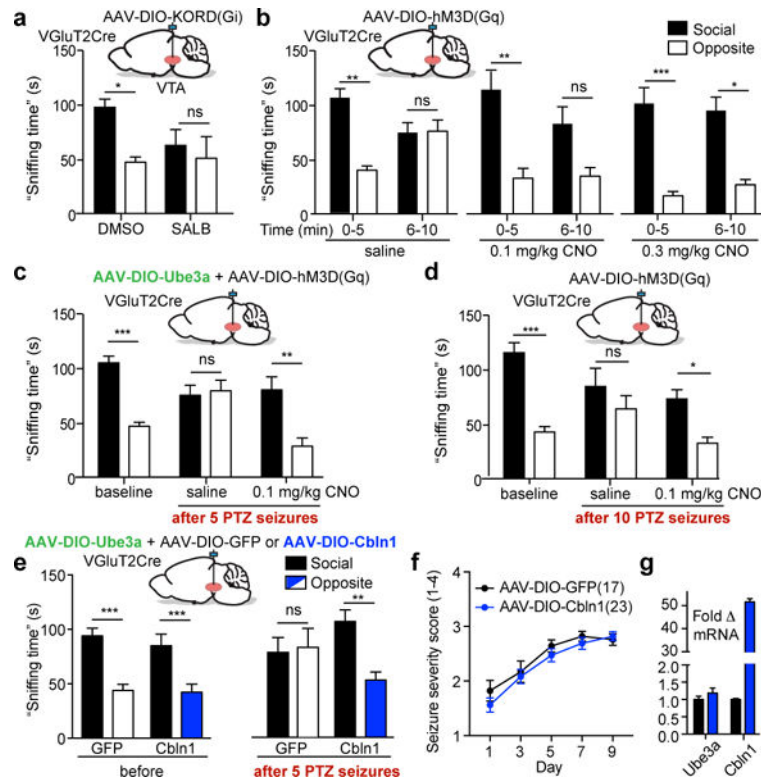 a
AAV-DIO-KORD(Gi)
VGluT2Cre
VTA
"Sniffing time" (s)
150
100
50
0
*
ns
DMSO
SALB
b
AAV-DIO-hM3D(Gq)
VGluT2Cre
Social
Opposite
"Sniffing time" (s)
150
100
50
0
**
ns
**
ns
***
*
Time (min) 0-5 6-10 0-5 6-10 0-5 6-10
saline 0.1 mg/kg CNO 0.3 mg/kg CNO
c
AAV-DIO-Ube3a + AAV-DIO-hM3D(Gq)
VGluT2Cre
"Sniffing time" (s)
150
100
50
0
***
ns
**
baseline saline 0.1 mg/kg CNO
after 5 PTZ seizures
d
AAV-DIO-hM3D(Gq)
VGluT2Cre
"Sniffing time" (s)
150
100
50
0
***
ns
*
baseline saline 0.1 mg/kg CNO
after 10 PTZ seizures
e
AAV-DIO-Ube3a + AAV-DIO-GFP or AAV-DIO-Cbln1
VGluT2Cre
Social
Opposite
"Sniffing time" (s)
150
100
50
0
***
***
ns
**
GFP Cbln1 GFP Cbln1
before after 5 PTZ seizures
f
AAV-DIO-GFP(17)
AAV-DIO-Cbln1(23)
Seizure severity score (1-4)
4
3
2
1
1 3 5 7 9
Day
g
Fold Δ
mRNA
50
40
30
1.5
1.0
0.5
0
Ube3a
Cbln1